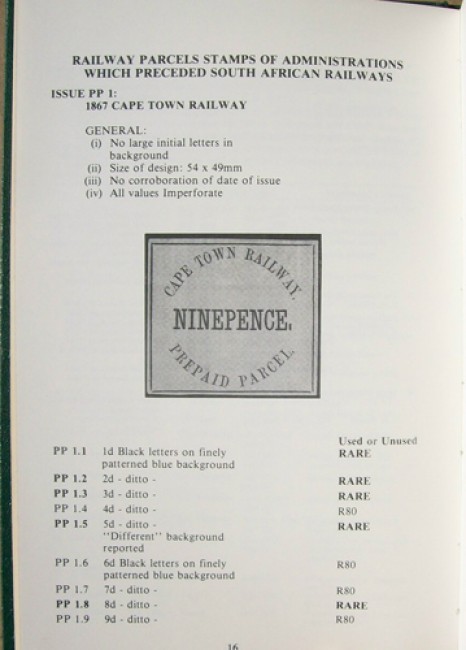 RAILWAY PARCELS STAMPS OF ADMINISTRATIONS
WHICH PRECEDED SOUTH AFRICAN RAILWAYS
ISSUE PP 1:
1867 CAPE TOWN RAILWAY
GENERAL:
(i) No large initial letters in
background
(ii) Size of design: 54 x 49mm
(iii) No corroboration of date of issue
(iv) All values Imperforate
CAPE TOWN RAILWAY.
NINEPENCE.
PREPAID PARCEL.
Used or Unused
PP 1.1 1d Black letters on finely RARE
patterned blue background
PP 1.2 2d - ditto - RARE
PP 1.3 3d - ditto - RARE
PP 1.4 4d - ditto - R80
PP 1.5 5d - ditto - RARE
"Different" background
reported
PP 1.6 6d Black letters on finely R80
patterned blue background
PP 1.7 7d - ditto - R80
PP 1.8 8d - ditto - RARE
PP 1.9 9d - ditto - R80
16